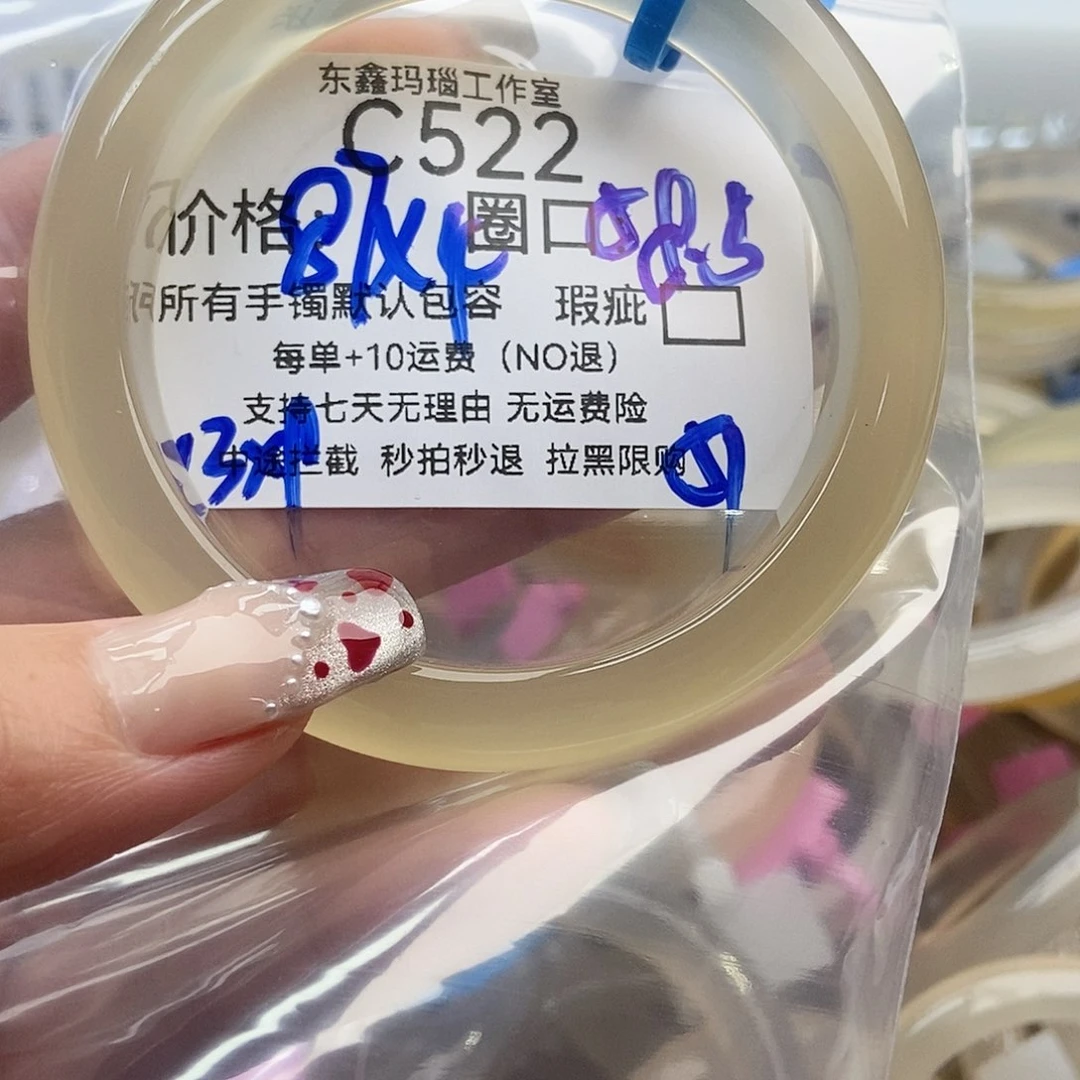 东鑫玛瑙工作室
C522
价格: 圈口 58.5
所有手镯默认包容 瑕疵
每单+10运费（NO退）
支持七天无理由 无运费险
中途拦截 秒拍秒退 拉黑限购